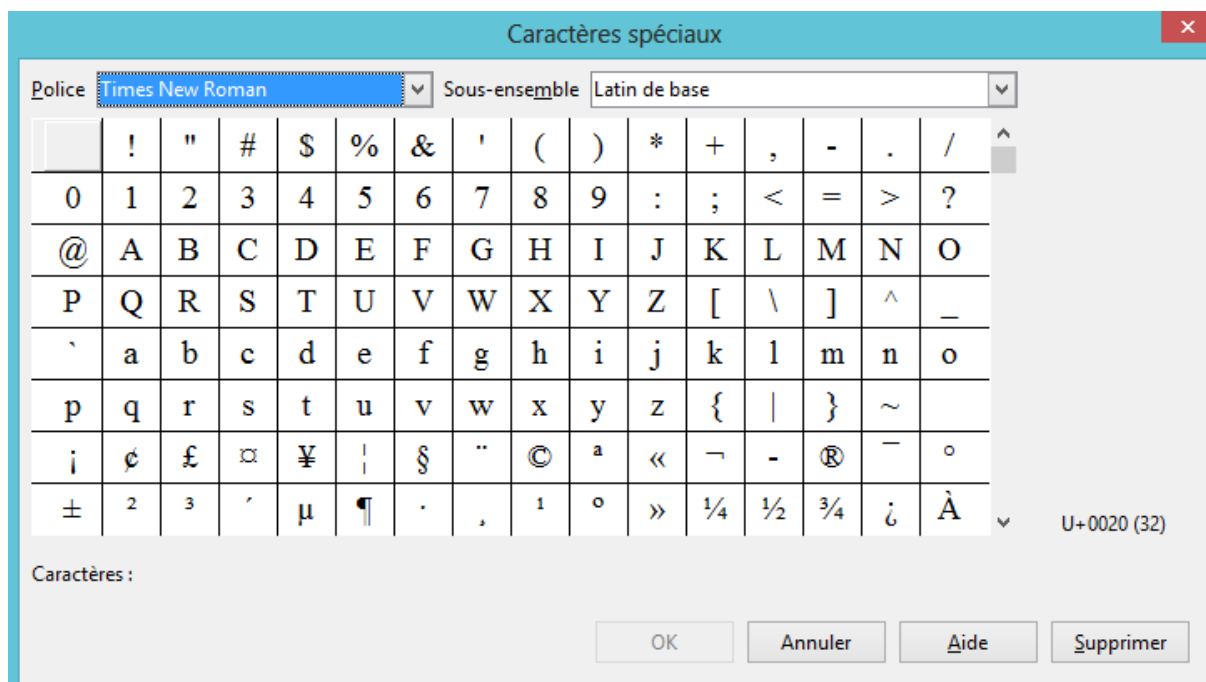 Caractères spéciaux
Police Times New Roman Sous-ensemble Latin de base
! " # $ % & ' ( ) * + , - . /
0 1 2 3 4 5 6 7 8 9 : ; < = > ?
@ A B C D E F G H I J K L M N O
P Q R S T U V W X Y Z [ \ ] ^ _
` a b c d e f g h i j k l m n o
p q r s t u v w x y z { | } ~
¡ ¢ £ ¤ ¥ ¦ § ¨ © ª « ¬ - ® ¯ °
± ² ³ ´ µ ¶ · ¸ ¹ º » ¼ ½ ¾ ¿ À
U+0020 (32)
Caractères :
OK Annuler Aide Supprimer